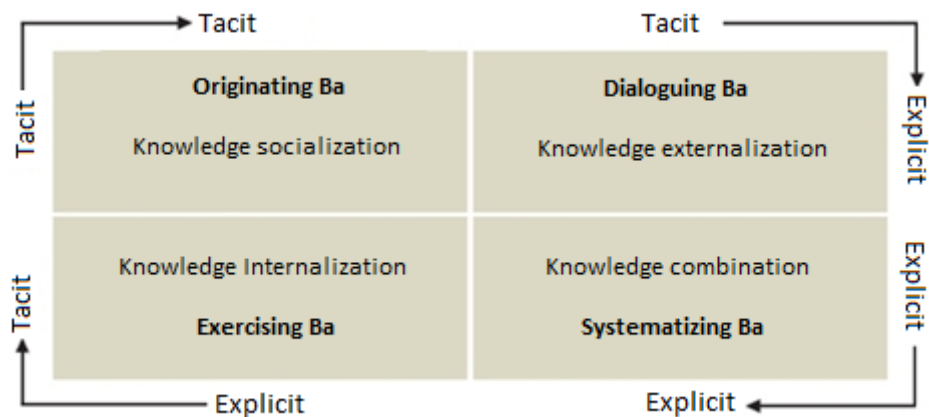 Tacit
Tacit
Tacit
Explicit
Originating Ba
Knowledge socialization
Dialoguing Ba
Knowledge externalization
Knowledge Internalization
Exercising Ba
Knowledge combination
Systematizing Ba
Tacit
Explicit
Explicit
Explicit